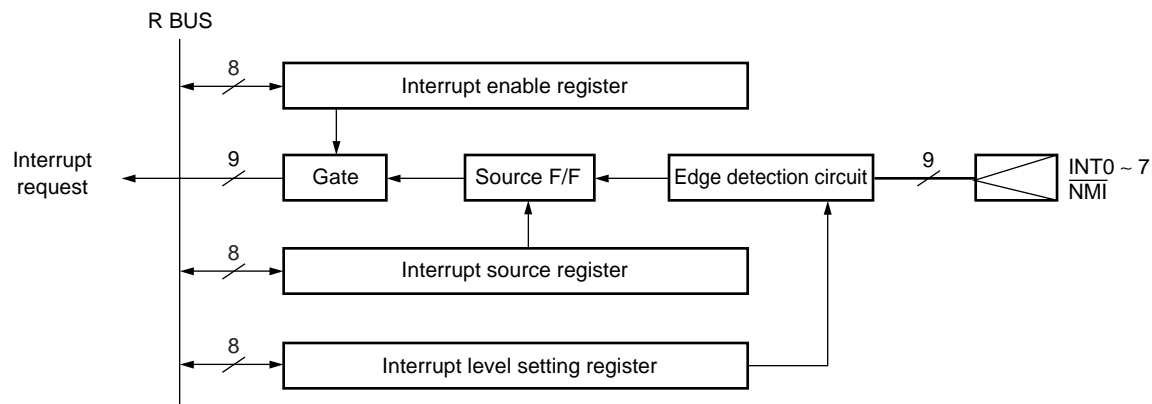 R BUS
8
Interrupt enable register
Interrupt
request
9
Gate
Source F/F
Edge detection circuit
9
INT0 ~ 7
NMI
8
Interrupt source register
8
Interrupt level setting register